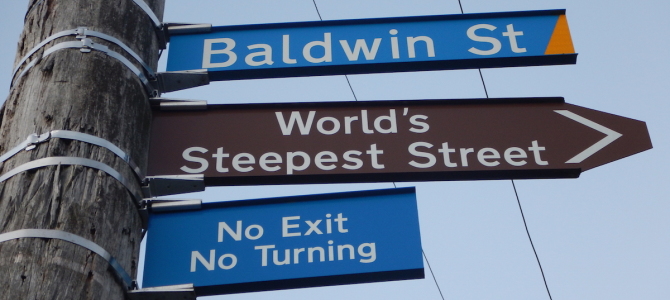 Baldwin St
World's
Steepest Street
No Exit
No Turning